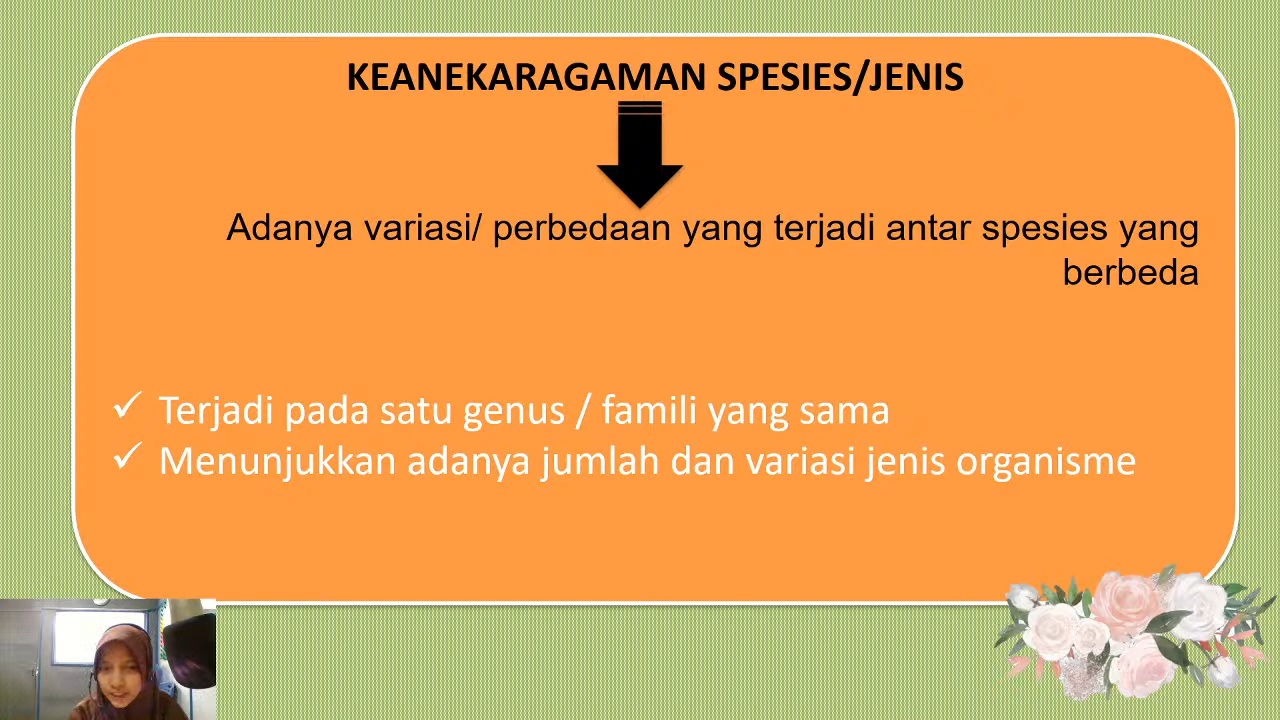 KEANEKARAGAMAN SPESIES/JENIS
Adanya variasi/ perbedaan yang terjadi antar spesies yang
berbeda
✓ Terjadi pada satu genus / famili yang sama
✓ Menunjukkan adanya jumlah dan variasi jenis organisme